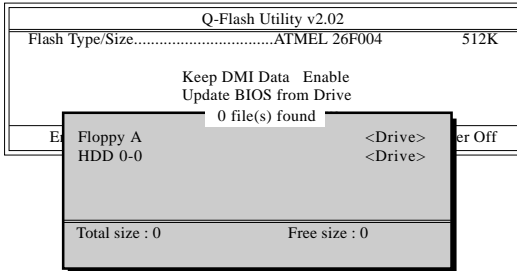 Q-Flash Utility v2.02
Flash Type/Size.................................ATMEL 26F004 512K
Keep DMI Data Enable
Update BIOS from Drive
0 file(s) found
Floppy A <Drive>
HDD 0-0 <Drive>
Off
Total size : 0 Free size : 0